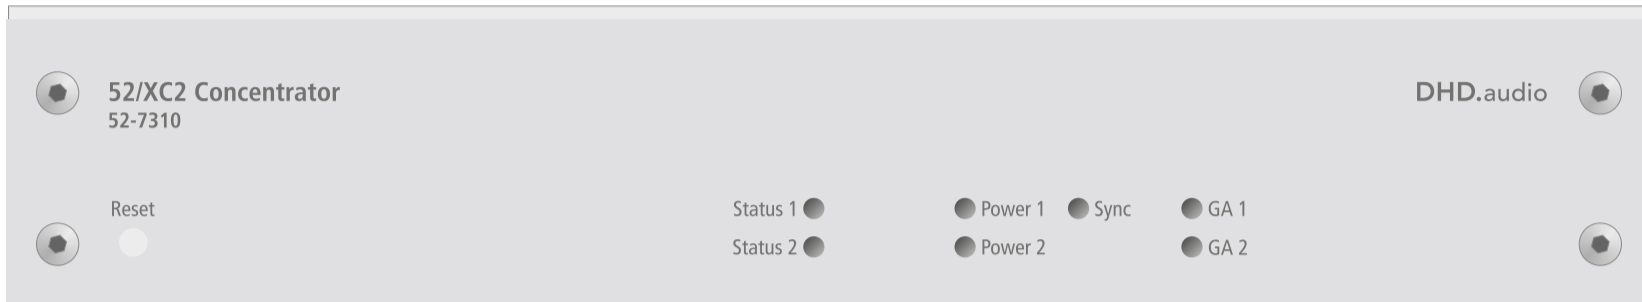 52/XC2 Concentrator
52-7310
DHD.audio
Reset
Status 1
Power 1
Sync
GA 1
Status 2
Power 2
GA 2